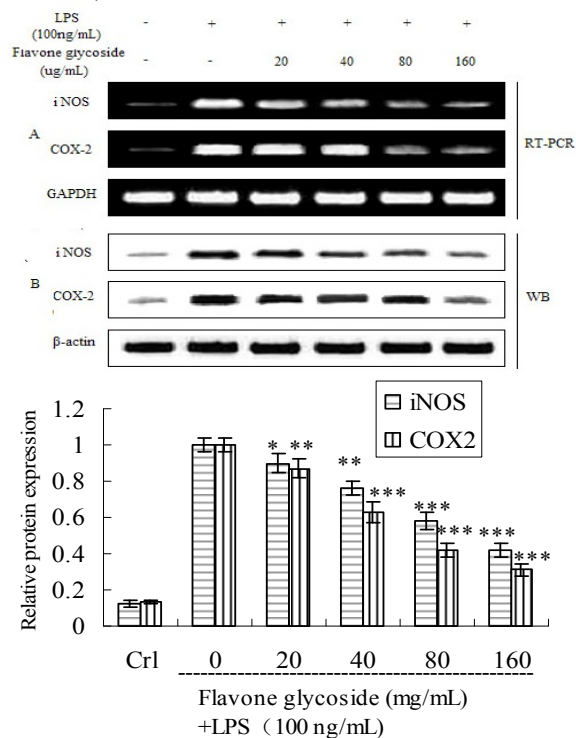 LPS
(100ng/mL)
- + + + + +
Flavone glycoside
(ug/mL)
- - 20 40 80 160
iNOS
A
COX-2
GAPDH
RT-PCR
iNOS
B
COX-2
β-actin
WB
iNOS
COX2
Relative protein expression
1.2
1
0.8
0.6
0.4
0.2
0
* ** ** *** *** *** *** ***
Crl 0 20 40 80 160
Flavone glycoside (mg/mL)
+LPS（100 ng/mL)